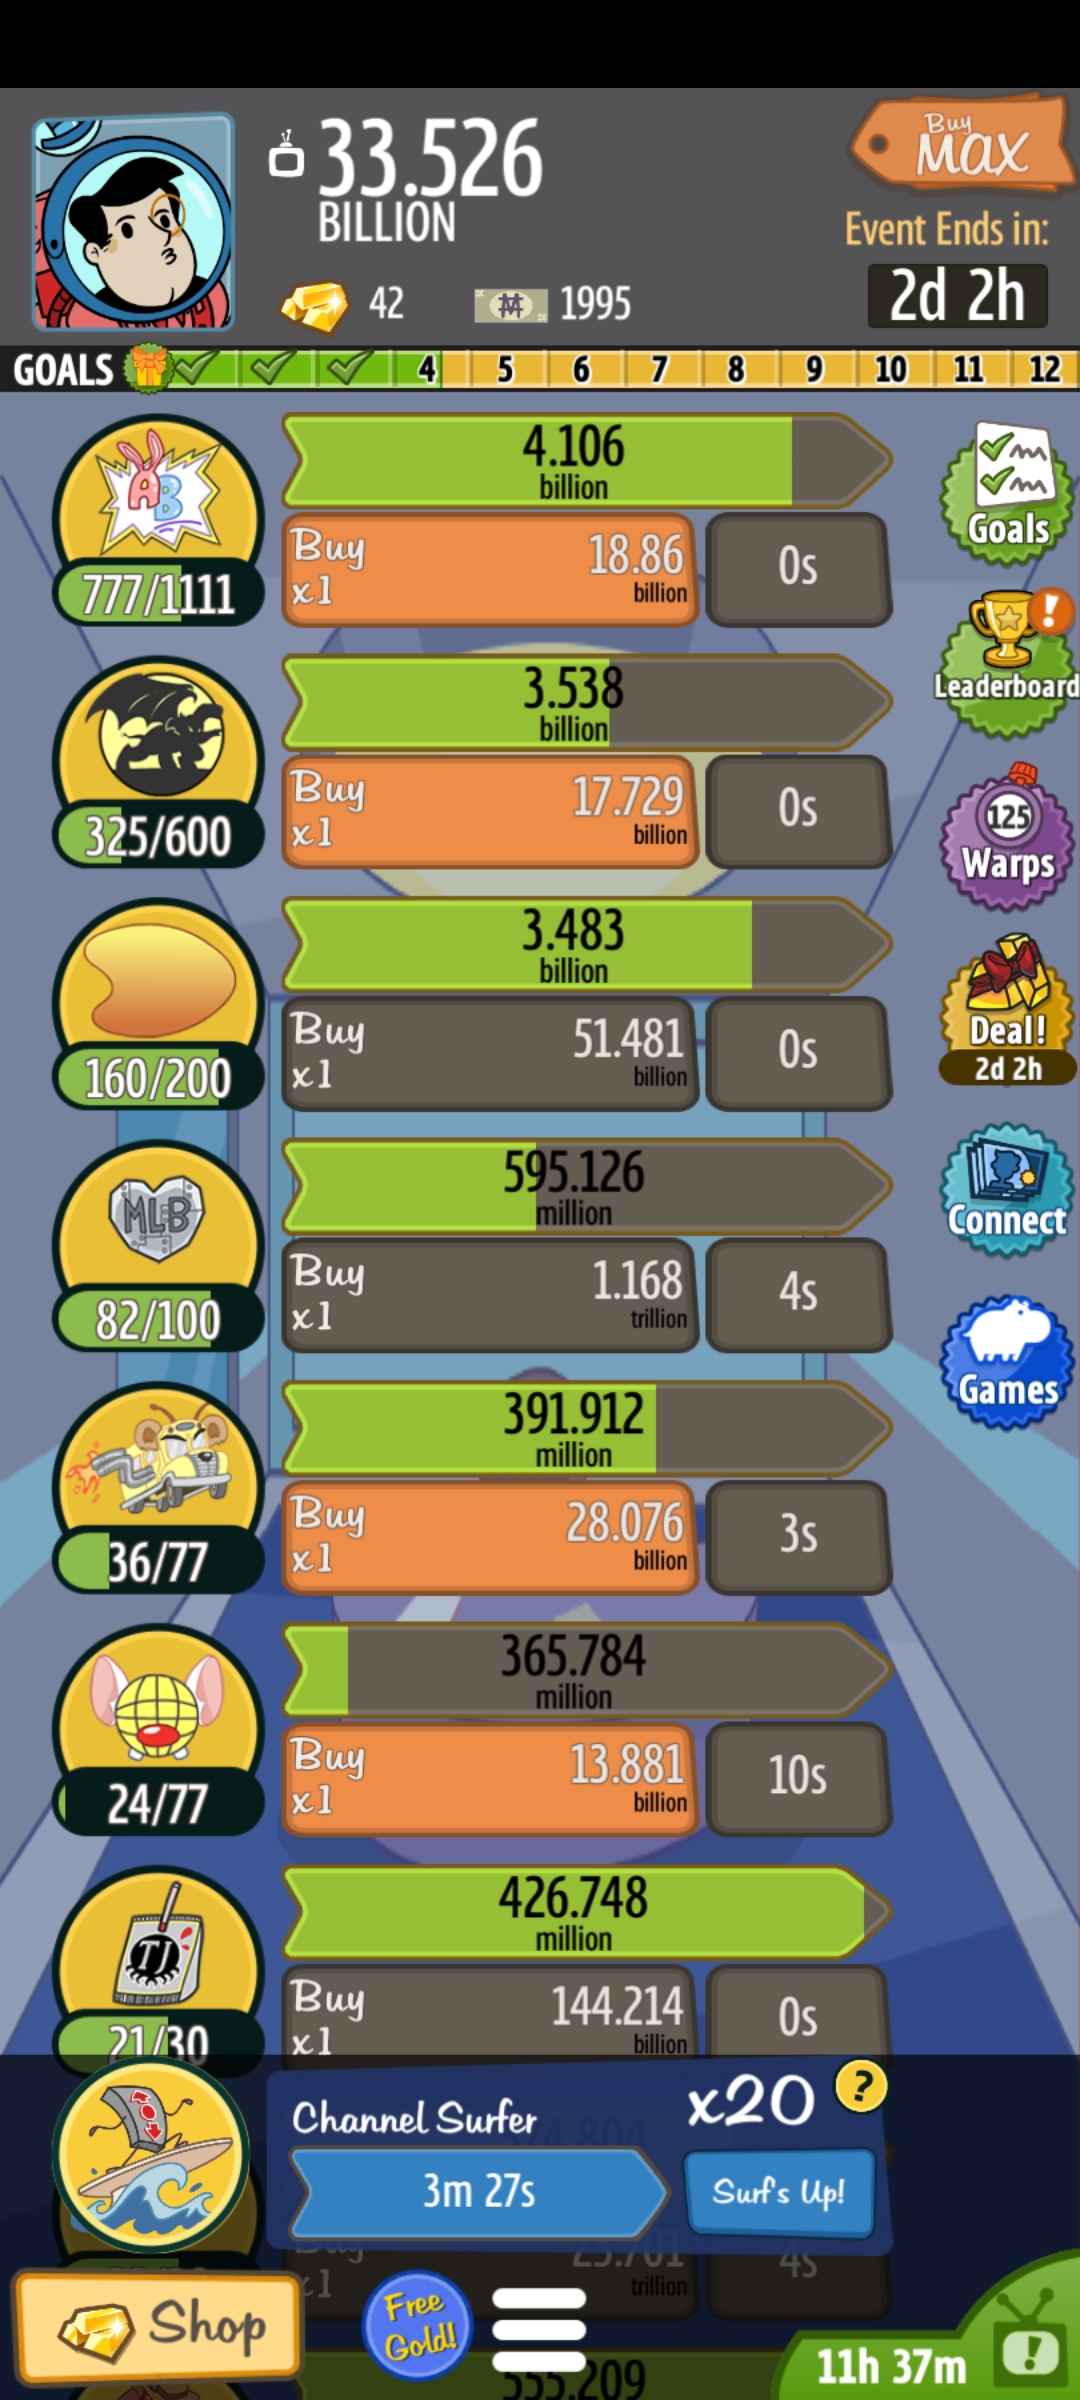 33.526
BILLION
Buy
MAX
Event Ends in:
2d 2h
42
1995
GOALS
4 5 6 7 8 9 10 11 12
AB
777/1111
4.106
billion
Buy
x1
18.86
billion
0s
Goals
325/600
3.538
billion
Buy
x1
17.729
billion
0s
Leaderboard
125
Warps
160/200
3.483
billion
Buy
x1
51.481
billion
0s
Deal!
2d 2h
MLB
82/100
595.126
million
Buy
x1
1.168
trillion
4s
Connect
36/77
391.912
million
Buy
x1
28.076
billion
3s
Games
24/77
365.784
million
Buy
x1
13.881
billion
10s
TJ
21/30
426.748
million
Buy
x1
144.214
billion
0s
Channel Surfer
x20
?
3m 27s
Surf's Up!
Buy
x1
23.701
trillion
4s
Shop
Free
Gold!
555.209
11h 37m